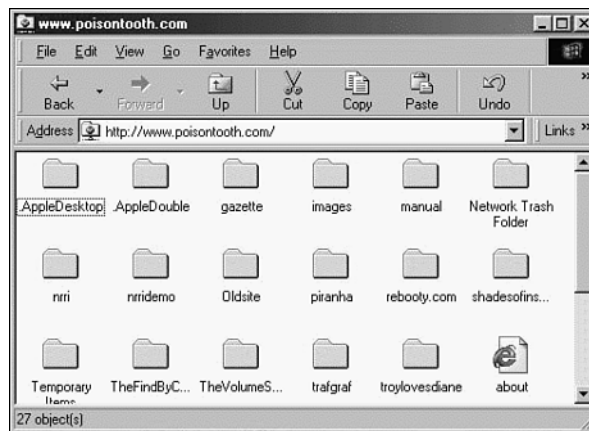 www.poisontooth.com
File Edit View Go Favorites Help
Back Forward Up Cut Copy Paste Undo »
Address http://www.poisontooth.com/ Links »
.AppleDesktop .AppleDouble gazette images manual Network Trash Folder
nrri nrridemo Oldsite piranha rebooty.com shadesofins...
Temporary Items TheFindByC... TheVolumeS... trafgraf troylovesdiane about
27 object(s)